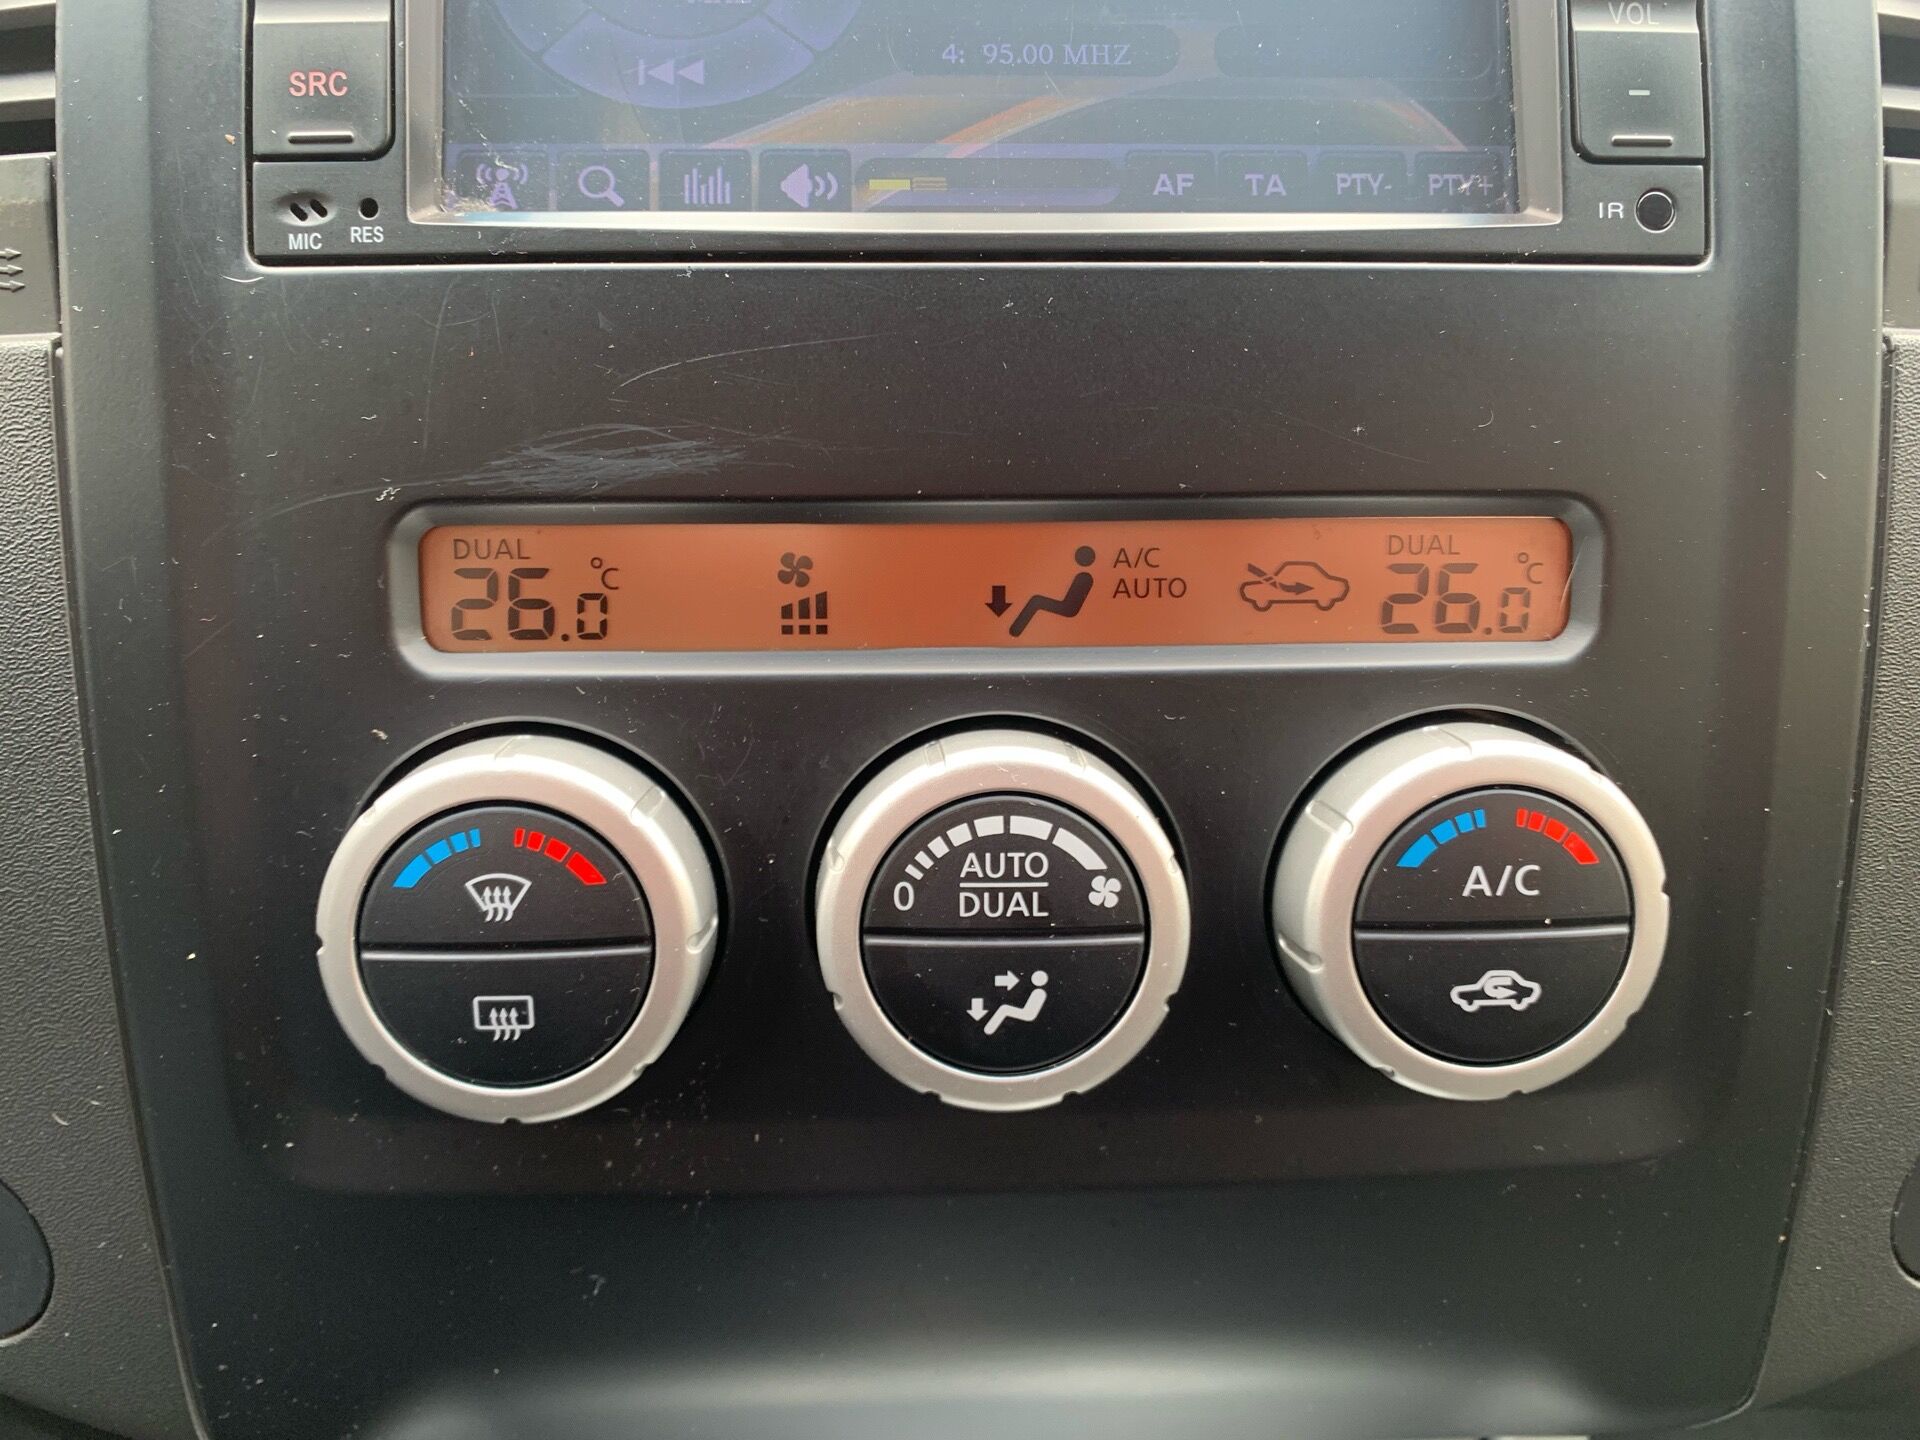 VOL
SRC
4: 95.00 MHZ
AF TA PTY- PTY+
MIC RES
IR
DUAL
26.0 °C
A/C
AUTO
DUAL
26.0 °C
0
AUTO
DUAL
A/C